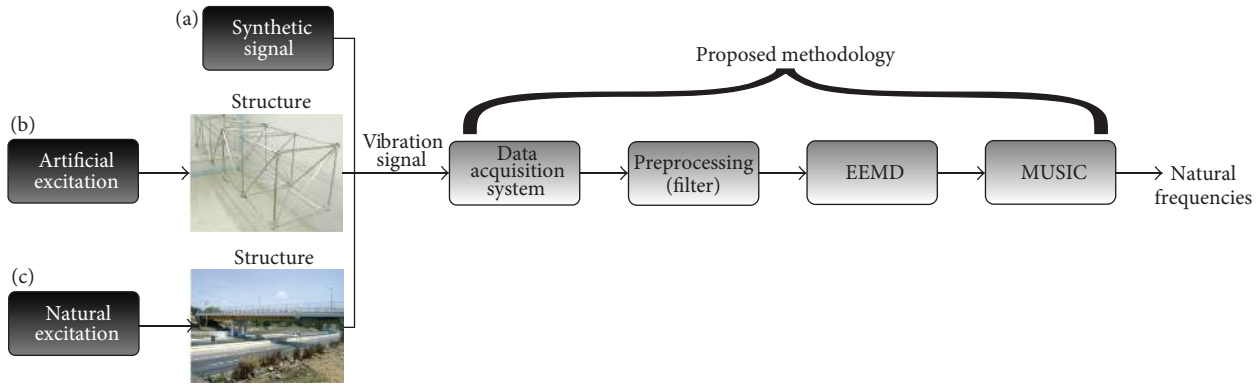 (a)
Synthetic
signal
Proposed methodology
Structure
(b)
Artificial
excitation
Vibration
signal
Data
acquisition
system
Preprocessing
(filter)
EEMD
MUSIC
Natural
frequencies
Structure
(c)
Natural
excitation